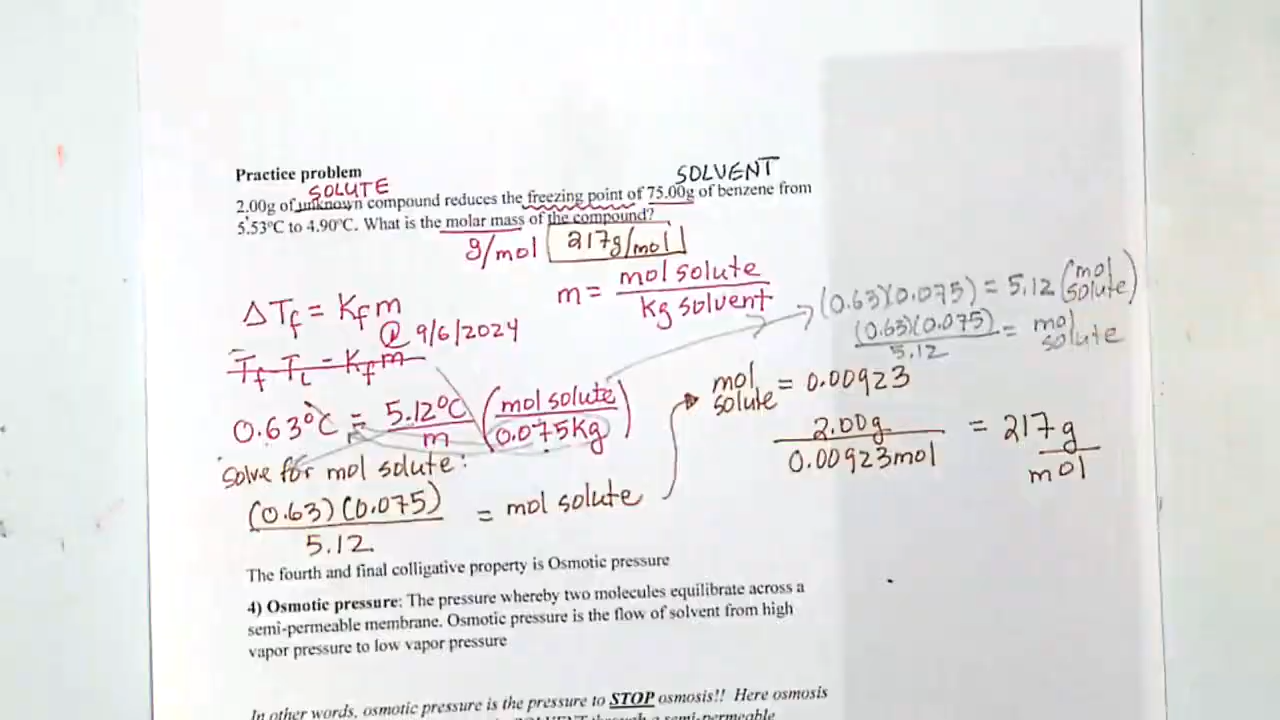 Practice problem
SOLUTE
SOLVENT
2.00g of unknown compound reduces the freezing point of 75.00g of benzene from
5.53°C to 4.90°C. What is the molar mass of the compound?
g/mol 217g/mol
m = mol solute / kg solvent
ΔTf = Kfm
@ 9/6/2024
Tf Ti = Kfm
0.63°C = 5.12°C/m (mol solute / 0.075kg)
Solve for mol solute:
(0.63)(0.075) / 5.12 = mol solute
(0.63)(0.075) = 5.12 (mol solute)
(0.63)(0.075) / 5.12 = mol solute
mol solute = 0.00923
2.00g / 0.00923mol = 217g / mol
The fourth and final colligative property is Osmotic pressure
4) Osmotic pressure: The pressure whereby two molecules equilibrate across a
semi-permeable membrane. Osmotic pressure is the flow of solvent from high
vapor pressure to low vapor pressure
In other words, osmotic pressure is the pressure to STOP osmosis!! Here osmosis
SOLVENT through a semi-permeable